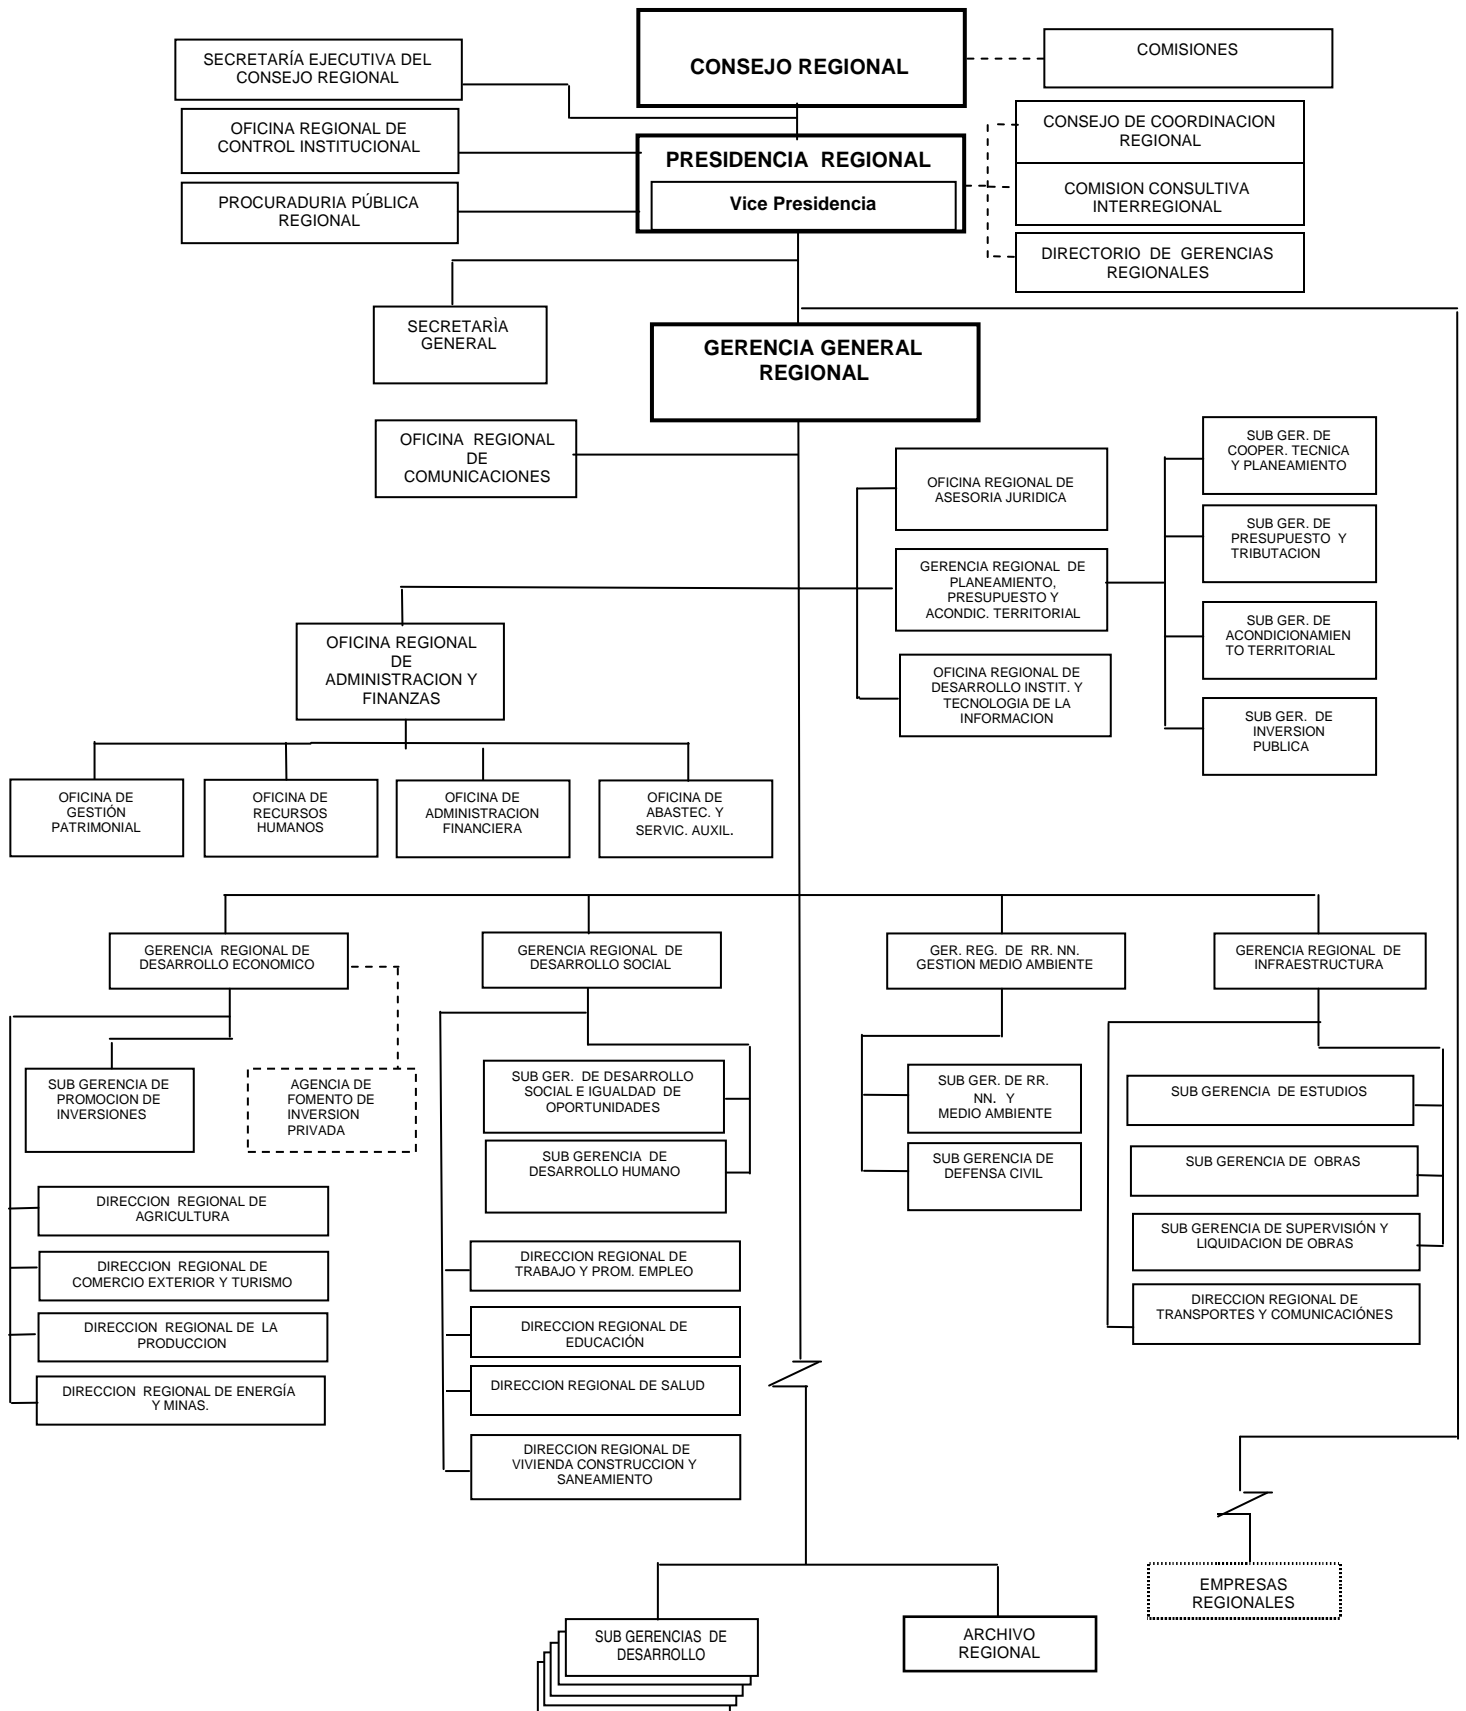 CONSEJO REGIONAL
COMISIONES
SECRETARÍA EJECUTIVA DEL
CONSEJO REGIONAL
OFICINA REGIONAL DE
CONTROL INSTITUCIONAL
PROCURADURIA PÚBLICA
REGIONAL
PRESIDENCIA REGIONAL
Vice Presidencia
CONSEJO DE COORDINACION
REGIONAL
COMISION CONSULTIVA
INTERREGIONAL
DIRECTORIO DE GERENCIAS
REGIONALES
SECRETARÌA
GENERAL
GERENCIA GENERAL
REGIONAL
OFICINA REGIONAL
DE
COMUNICACIONES
OFICINA REGIONAL DE
ASESORIA JURIDICA
GERENCIA REGIONAL DE
PLANEAMIENTO,
PRESUPUESTO Y
ACONDIC. TERRITORIAL
OFICINA REGIONAL DE
DESARROLLO INSTIT. Y
TECNOLOGIA DE LA
INFORMACION
SUB GER. DE
COOPER. TECNICA
Y PLANEAMIENTO
SUB GER. DE
PRESUPUESTO Y
TRIBUTACION
SUB GER. DE
ACONDICIONAMIEN
TO TERRITORIAL
SUB GER. DE
INVERSION
PUBLICA
OFICINA REGIONAL
DE
ADMINISTRACION Y
FINANZAS
OFICINA DE
GESTIÓN
PATRIMONIAL
OFICINA DE
RECURSOS
HUMANOS
OFICINA DE
ADMINISTRACION
FINANCIERA
OFICINA DE
ABASTEC. Y
SERVIC. AUXIL.
GERENCIA REGIONAL DE
DESARROLLO ECONOMICO
GERENCIA REGIONAL DE
DESARROLLO SOCIAL
GER. REG. DE RR. NN.
GESTION MEDIO AMBIENTE
GERENCIA REGIONAL DE
INFRAESTRUCTURA
SUB GERENCIA DE
PROMOCION DE
INVERSIONES
AGENCIA DE
FOMENTO DE
INVERSION
PRIVADA
DIRECCION REGIONAL DE
AGRICULTURA
DIRECCION REGIONAL DE
COMERCIO EXTERIOR Y TURISMO
DIRECCION REGIONAL DE LA
PRODUCCION
DIRECCION REGIONAL DE ENERGÍA
Y MINAS.
SUB GER. DE DESARROLLO
SOCIAL E IGUALDAD DE
OPORTUNIDADES
SUB GERENCIA DE
DESARROLLO HUMANO
DIRECCION REGIONAL DE
TRABAJO Y PROM. EMPLEO
DIRECCION REGIONAL DE
EDUCACIÓN
DIRECCION REGIONAL DE SALUD
DIRECCION REGIONAL DE
VIVIENDA CONSTRUCCION Y
SANEAMIENTO
SUB GER. DE RR.
NN. Y
MEDIO AMBIENTE
SUB GERENCIA DE
DEFENSA CIVIL
SUB GERENCIA DE ESTUDIOS
SUB GERENCIA DE OBRAS
SUB GERENCIA DE SUPERVISIÓN Y
LIQUIDACION DE OBRAS
DIRECCION REGIONAL DE
TRANSPORTES Y COMUNICACIÓNES
EMPRESAS
REGIONALES
SUB GERENCIAS DE
DESARROLLO
ARCHIVO
REGIONAL